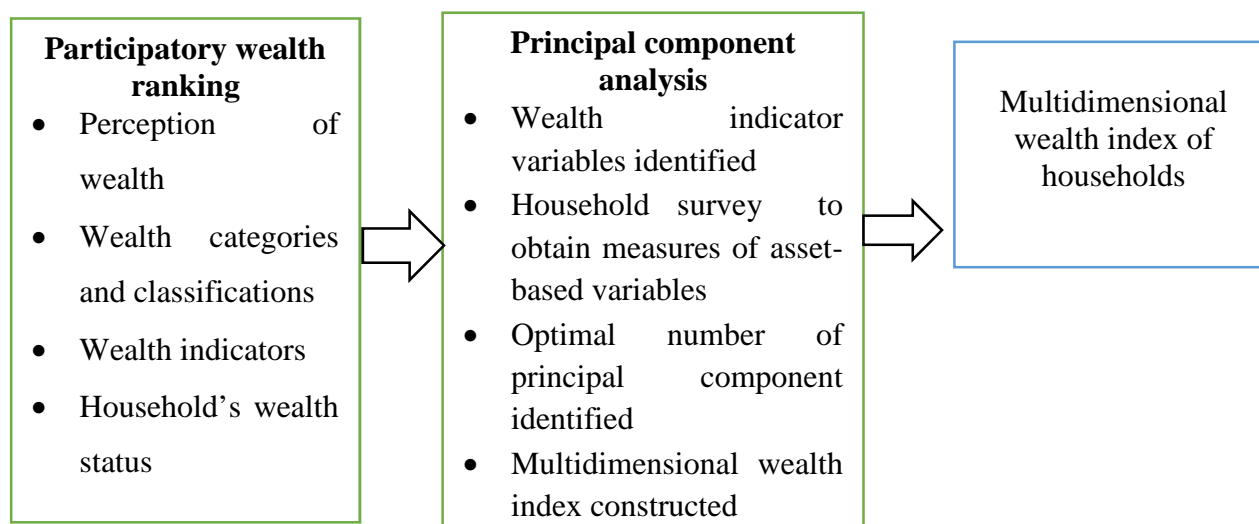 Participatory wealth
ranking
• Perception of
wealth
• Wealth categories
and classifications
• Wealth indicators
• Household’s wealth
status
Principal component
analysis
• Wealth indicator
variables identified
• Household survey to
obtain measures of asset-
based variables
• Optimal number of
principal component
identified
• Multidimensional wealth
index constructed
Multidimensional
wealth index of
households